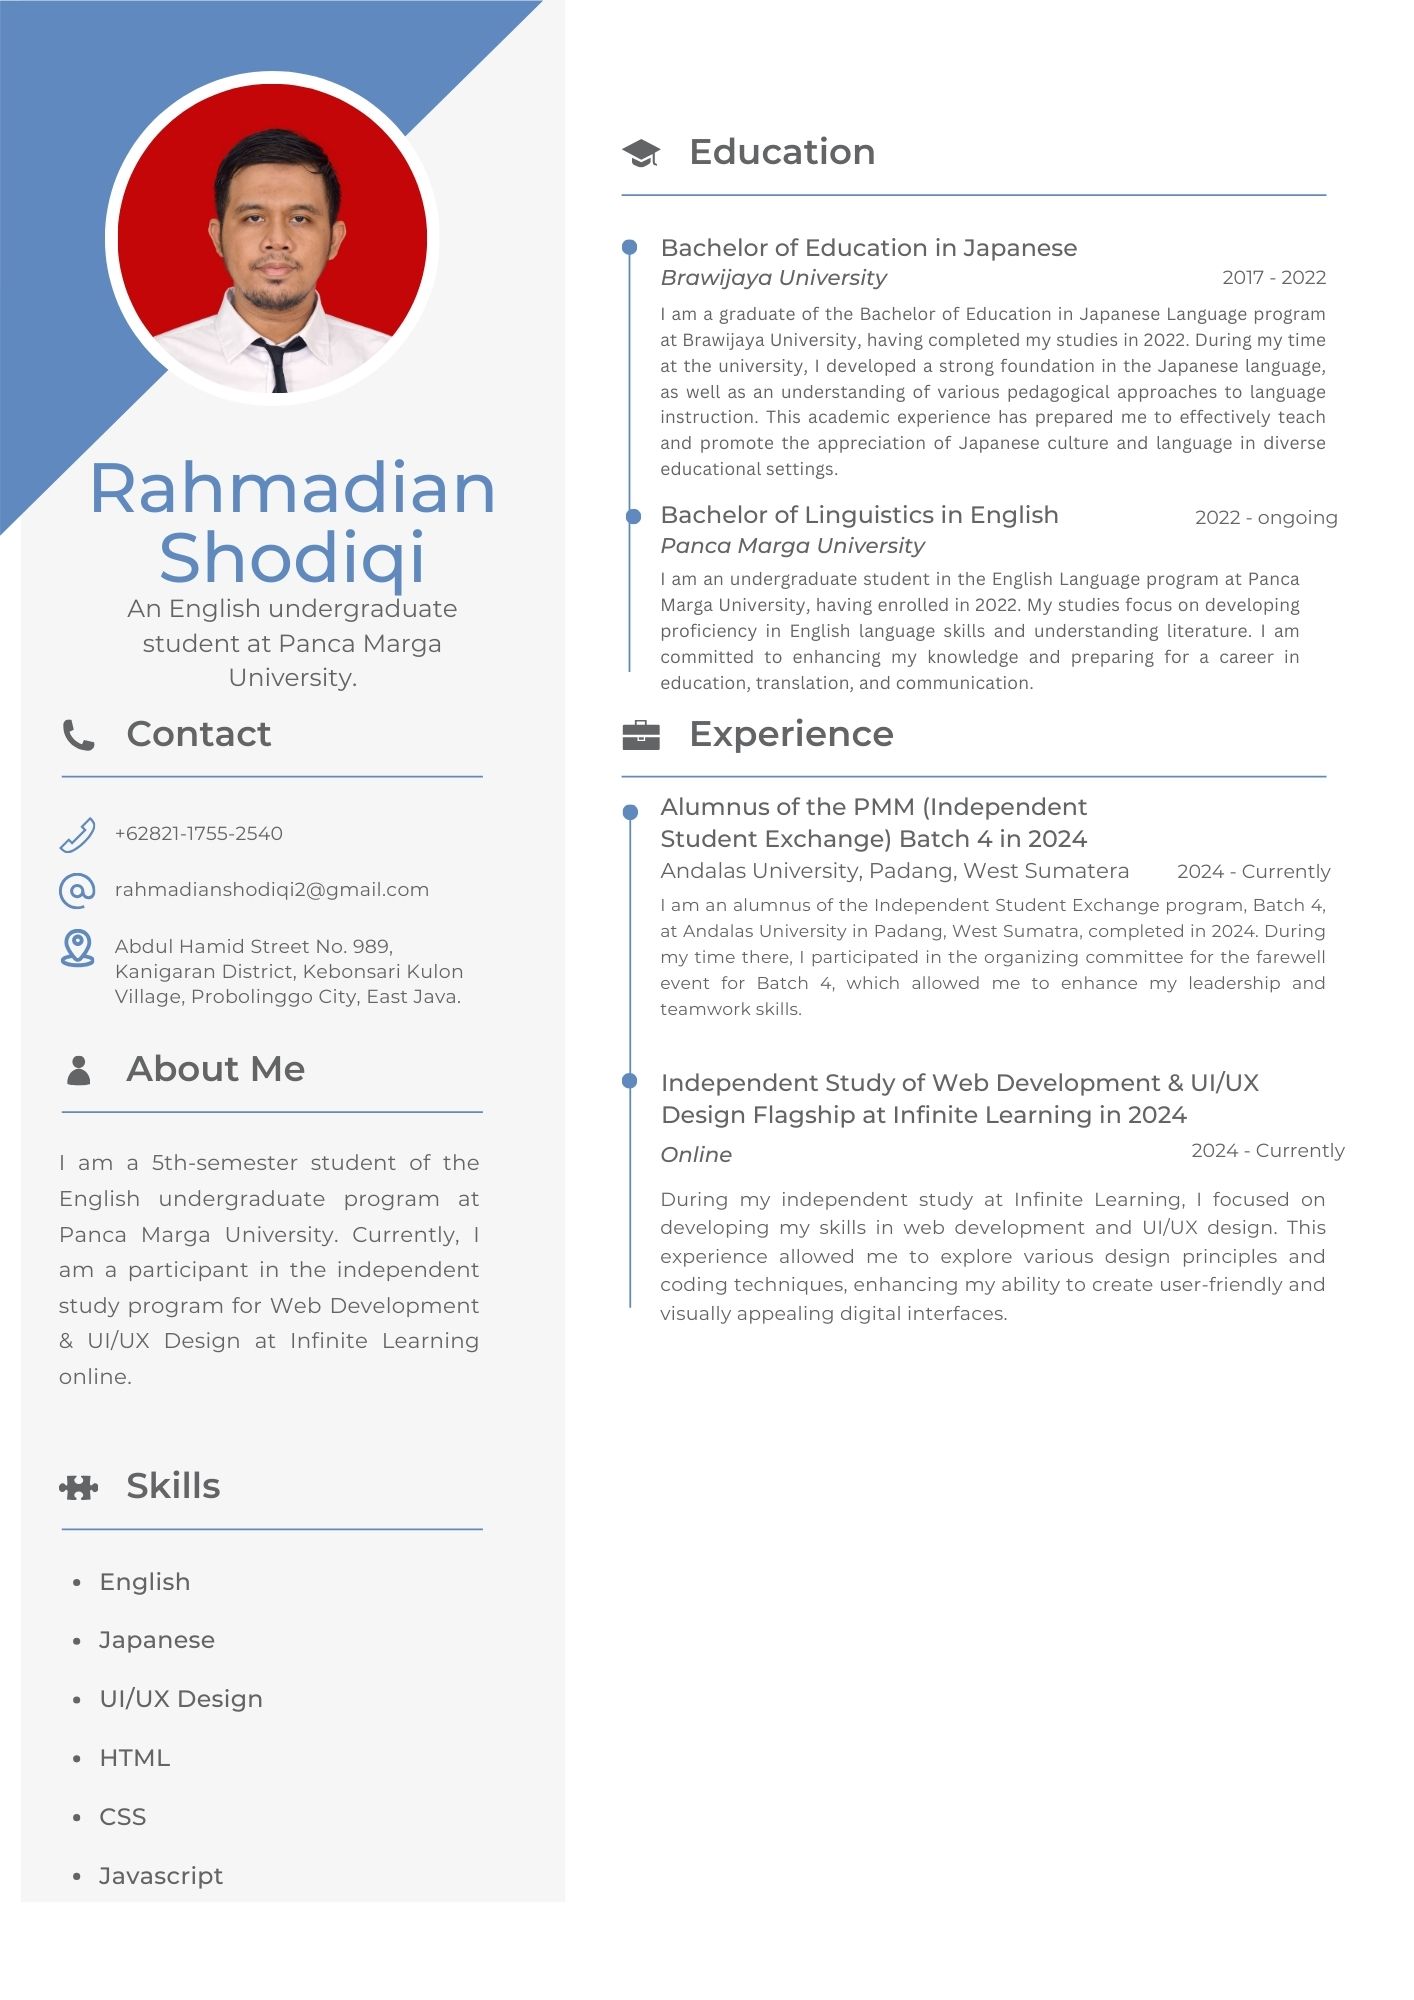 Rahmadian
Shodiqi
An English undergraduate
student at Panca Marga
University.
Contact
+62821-1755-2540
rahmadianshodiqi2@gmail.com
Abdul Hamid Street No. 989,
Kanigaran District, Kebonsari Kulon
Village, Probolinggo City, East Java.
About Me
I am a 5th-semester student of the
English undergraduate program at
Panca Marga University. Currently, I
am a participant in the independent
study program for Web Development
& UI/UX Design at Infinite Learning
online.
Skills
• English
• Japanese
• UI/UX Design
• HTML
• CSS
• Javascript
Education
Bachelor of Education in Japanese
Brawijaya University 2017 - 2022
I am a graduate of the Bachelor of Education in Japanese Language program
at Brawijaya University, having completed my studies in 2022. During my time
at the university, I developed a strong foundation in the Japanese language,
as well as an understanding of various pedagogical approaches to language
instruction. This academic experience has prepared me to effectively teach
and promote the appreciation of Japanese culture and language in diverse
educational settings.
Bachelor of Linguistics in English 2022 - ongoing
Panca Marga University
I am an undergraduate student in the English Language program at Panca
Marga University, having enrolled in 2022. My studies focus on developing
proficiency in English language skills and understanding literature. I am
committed to enhancing my knowledge and preparing for a career in
education, translation, and communication.
Experience
Alumnus of the PMM (Independent
Student Exchange) Batch 4 in 2024
Andalas University, Padang, West Sumatera 2024 - Currently
I am an alumnus of the Independent Student Exchange program, Batch 4,
at Andalas University in Padang, West Sumatra, completed in 2024. During
my time there, I participated in the organizing committee for the farewell
event for Batch 4, which allowed me to enhance my leadership and
teamwork skills.
Independent Study of Web Development & UI/UX
Design Flagship at Infinite Learning in 2024
Online 2024 - Currently
During my independent study at Infinite Learning, I focused on
developing my skills in web development and UI/UX design. This
experience allowed me to explore various design principles and
coding techniques, enhancing my ability to create user-friendly and
visually appealing digital interfaces.